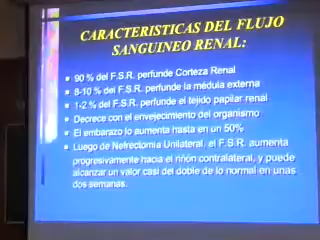 CARACTERISTICAS DEL FLUJO
SANGUINEO RENAL:
90 % del F.S.R. perfunde Corteza Renal
8-10 % del F.S.R. perfunde la médula externa
1-2 % del F.S.R. perfunde el tejido papilar renal
Decrece con el envejecimiento del organismo
El embarazo lo aumenta hasta en un 50%
Luego de Nefrectomía Unilateral, el F.S.R. aumenta
progresivamente hacia el riñón contralateral, y puede
alcanzar un valor casi del doble de lo normal en unas
dos semanas.